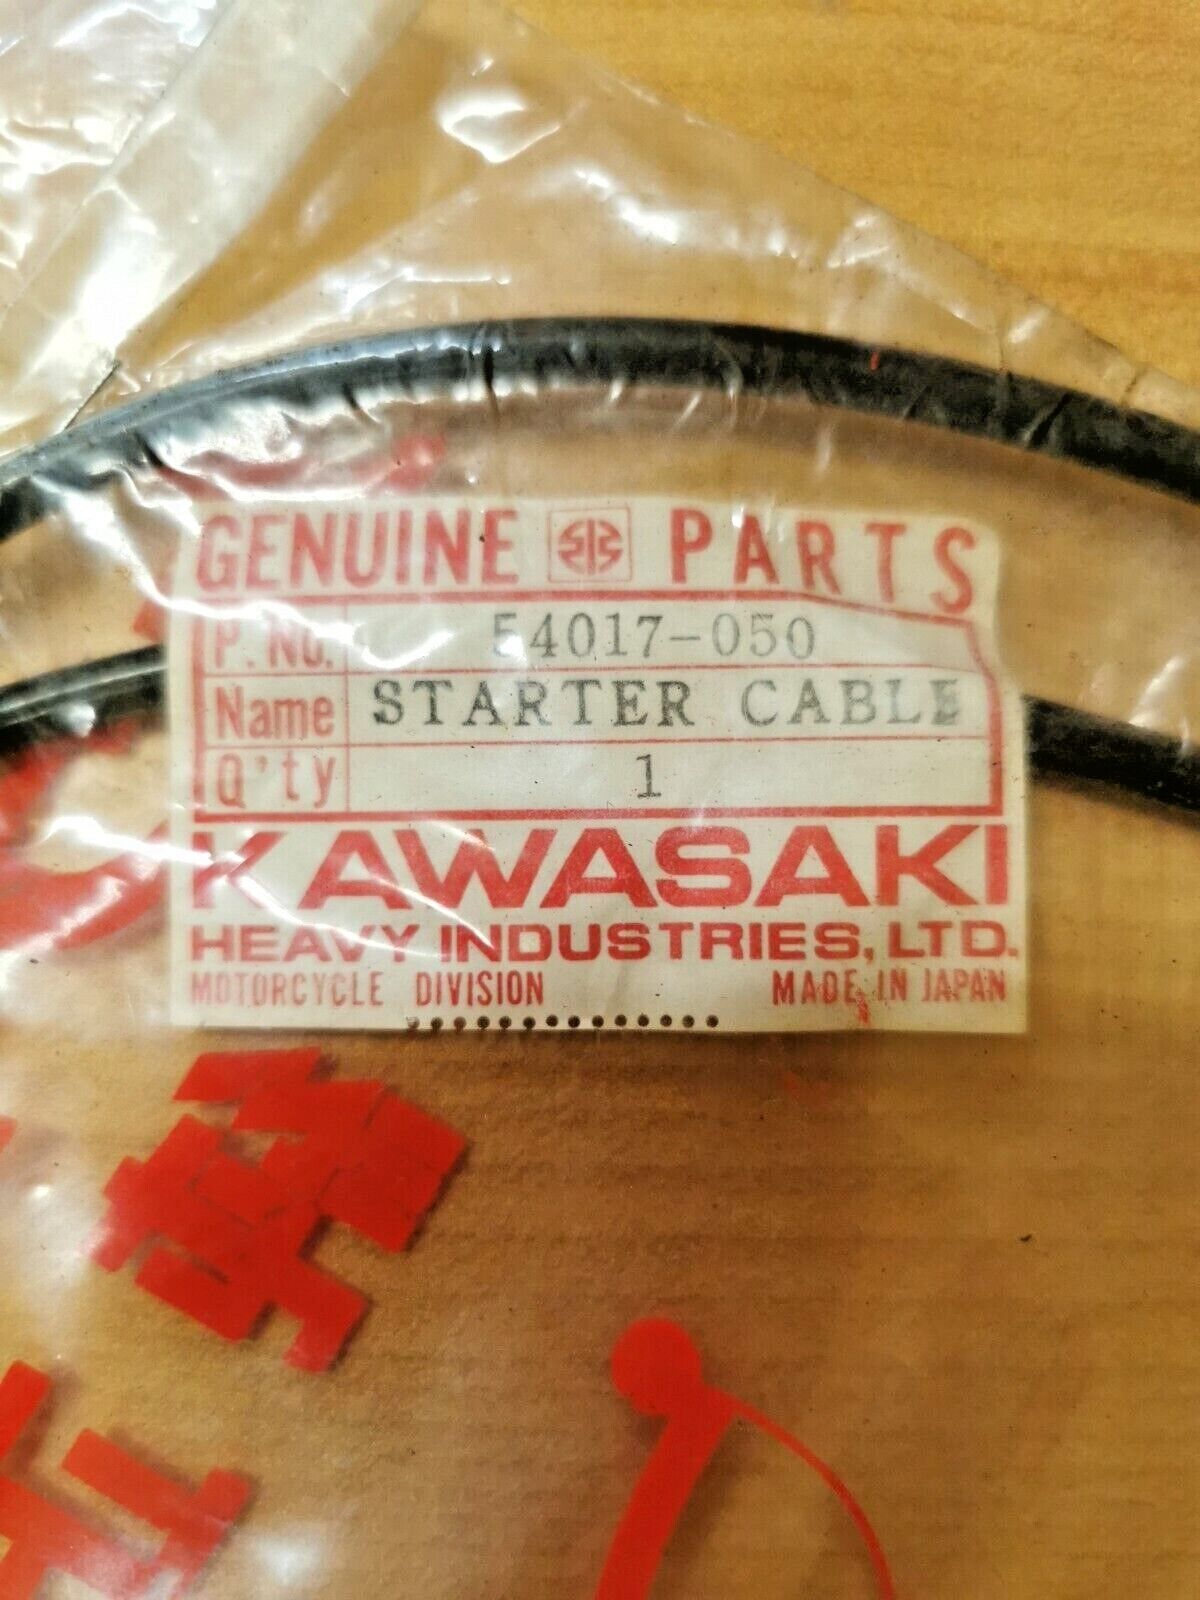 GENUINE PARTS
P. No. 54017-050
Name STARTER CABLE
Q'ty 1
KAWASAKI
HEAVY INDUSTRIES, LTD.
MOTORCYCLE DIVISION MADE IN JAPAN